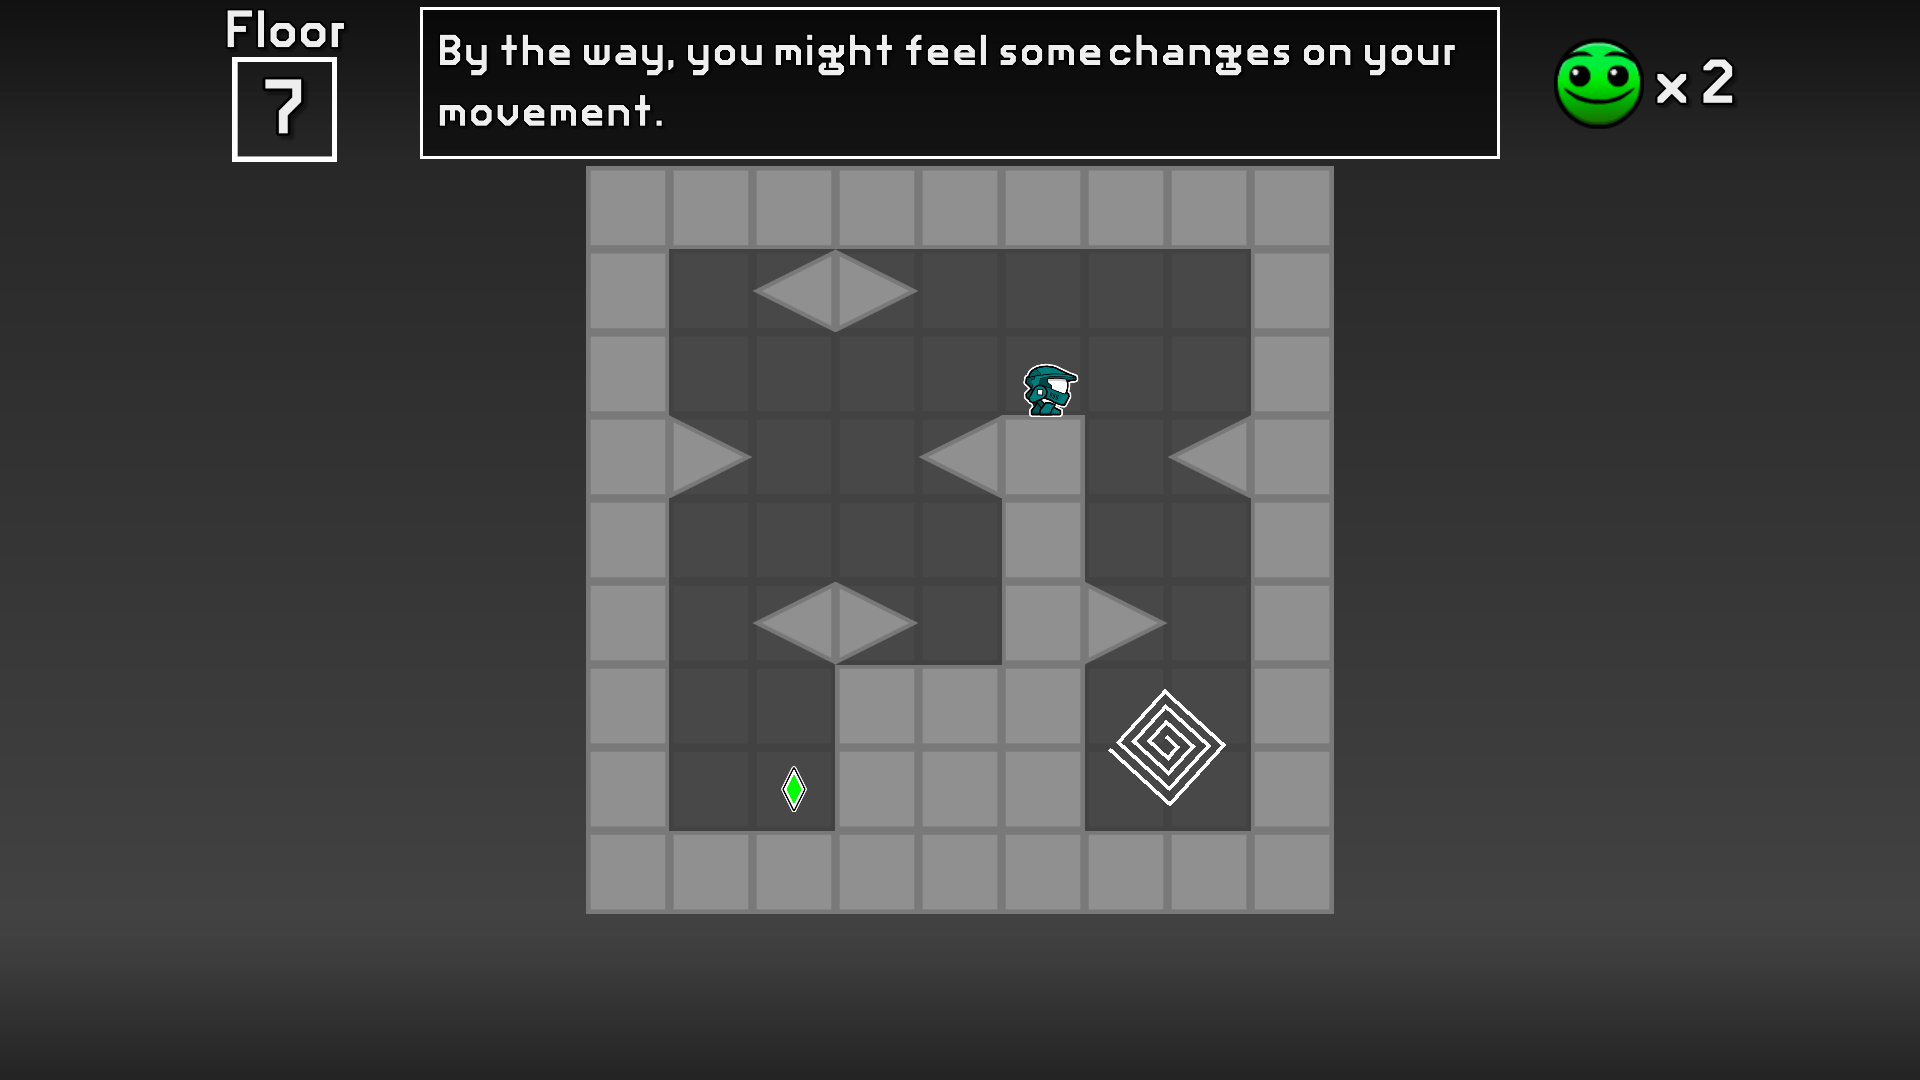 Floor
7
By the way, you might feel some changes on your
movement.
x 2